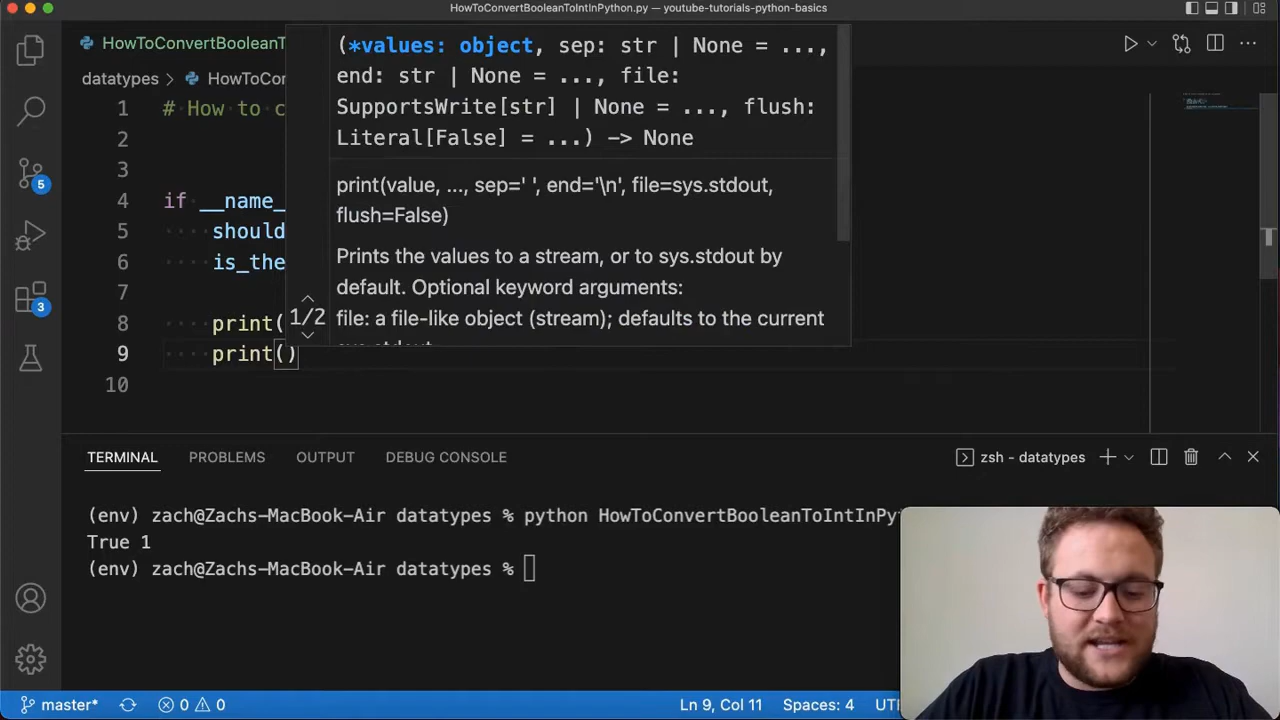 HowToConvertBooleanToIntinPython.py — youtube-tutorials-python-basics
HowToConvertBooleanT
datatypes > HowToCon
1 # How to c
2
3
4 if __name_
5 should
6 is_the
7
8 print(
9 print()
10
(*values: object, sep: str | None = ...,
end: str | None = ..., file:
SupportsWrite[str] | None = ..., flush:
Literal[False] = ...) -> None
print(value, ..., sep=' ', end='\n', file=sys.stdout,
flush=False)
Prints the values to a stream, or to sys.stdout by
default. Optional keyword arguments:
1/2
file: a file-like object (stream); defaults to the current
sys.stdout.
5
3
TERMINAL PROBLEMS OUTPUT DEBUG CONSOLE zsh - datatypes
(env) zach@Zachs-MacBook-Air datatypes % python HowToConvertBooleanToIntInPy
True 1
(env) zach@Zachs-MacBook-Air datatypes %
master* 0 0 Ln 9, Col 11 Spaces: 4 UT